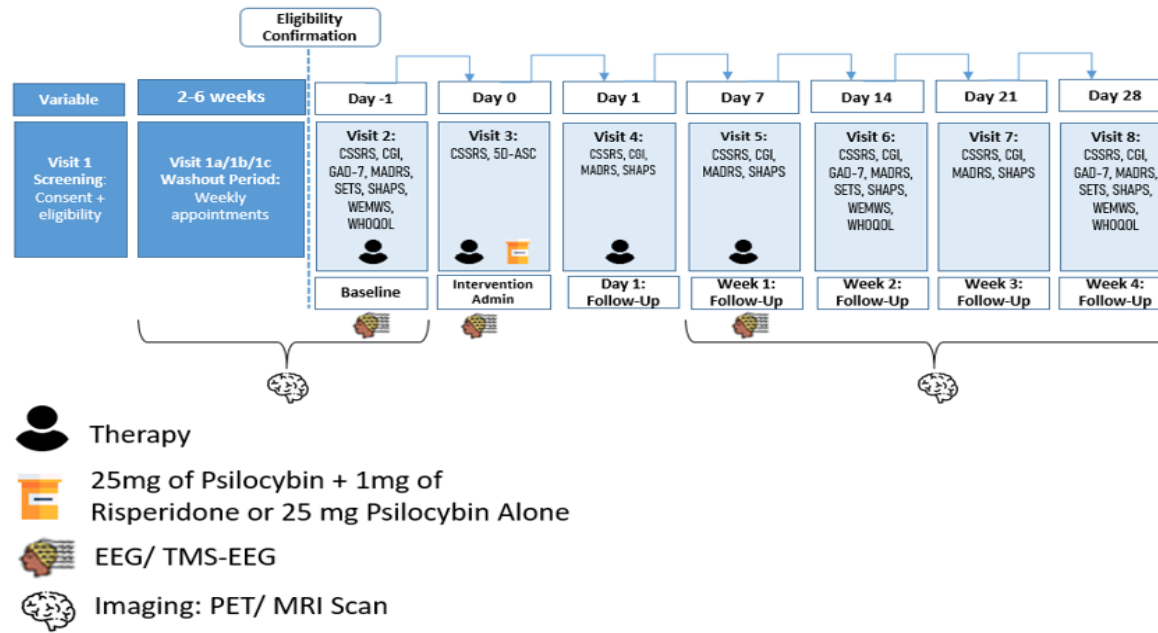 Eligibility
Confirmation
Variable
2-6 weeks
Day -1
Day 0
Day 1
Day 7
Day 14
Day 21
Day 28
Visit 1
Screening:
Consent +
eligibility
Visit 1a/1b/1c
Washout Period:
Weekly
appointments
Visit 2:
CSSRS, CGI,
GAD-7, MADRS,
SETS, SHAPS,
WEMWS,
WHOQOL
Visit 3:
CSSRS, 5D-ASC
Visit 4:
CSSRS, CGI,
MADRS, SHAPS
Visit 5:
CSSRS, CGI,
MADRS, SHAPS
Visit 6:
CSSRS, CGI,
GAD-7, MADRS,
SETS, SHAPS,
WEMWS,
WHOQOL
Visit 7:
CSSRS, CGI,
MADRS, SHAPS
Visit 8:
CSSRS, CGI,
GAD-7, MADRS,
SETS, SHAPS,
WEMWS,
WHOQOL
Baseline
Intervention
Admin
Day 1:
Follow-Up
Week 1:
Follow-Up
Week 2:
Follow-Up
Week 3:
Follow-Up
Week 4:
Follow-Up
Therapy
25mg of Psilocybin + 1mg of
Risperidone or 25 mg Psilocybin Alone
EEG/ TMS-EEG
Imaging: PET/ MRI Scan